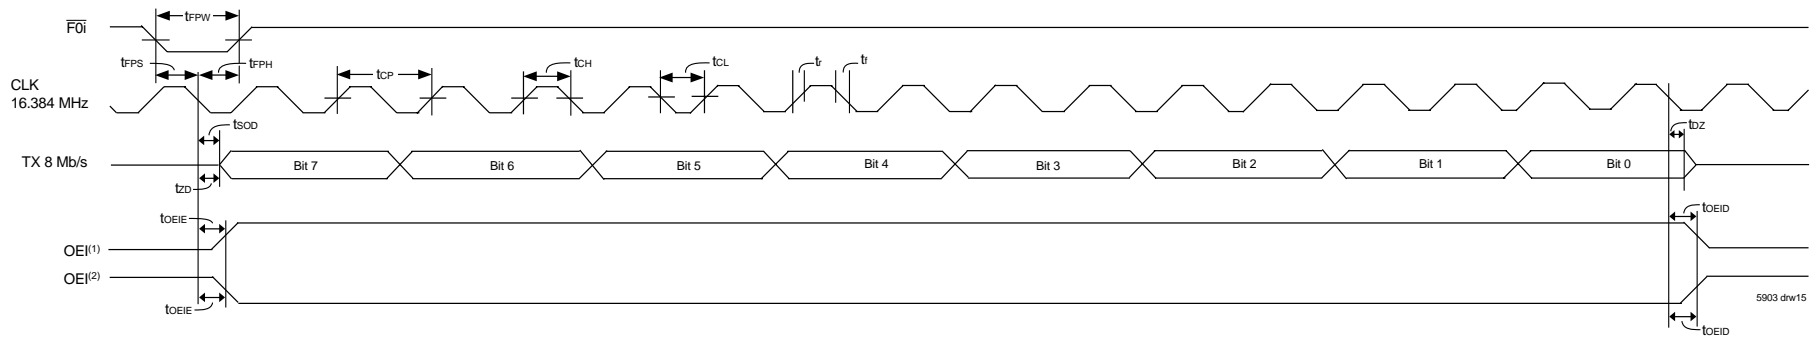 F0i
tFPW
tFPS
tFPH
CLK
16.384 MHz
tCP
tCH
tCL
tr
tf
tSOD
tDZ
TX 8 Mb/s
Bit 7
Bit 6
Bit 5
Bit 4
Bit 3
Bit 2
Bit 1
Bit 0
tZD
tOEIE
tOEID
OEI(1)
OEI(2)
tOEIE
tOEID
5903 drw15